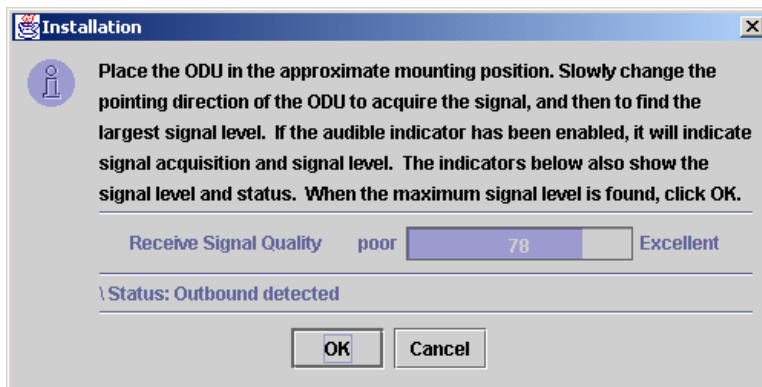 Installation
Place the ODU in the approximate mounting position. Slowly change the
pointing direction of the ODU to acquire the signal, and then to find the
largest signal level.  If the audible indicator has been enabled, it will indicate
signal acquisition and signal level.  The indicators below also show the
signal level and status.  When the maximum signal level is found, click OK.
Receive Signal Quality poor 78 Excellent
\ Status: Outbound detected
OK Cancel